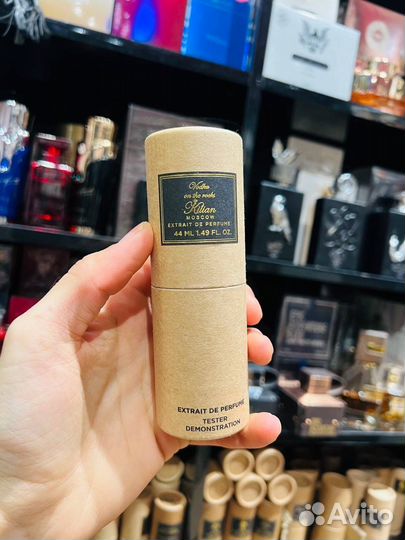 Vodka
on the rocks
Kilian
MOSCOW
EXTRAIT DE PERFUME
44 ML 1.49 FL. OZ.
EXTRAIT DE PERFUME
TESTER
DEMONSTRATION
Avito